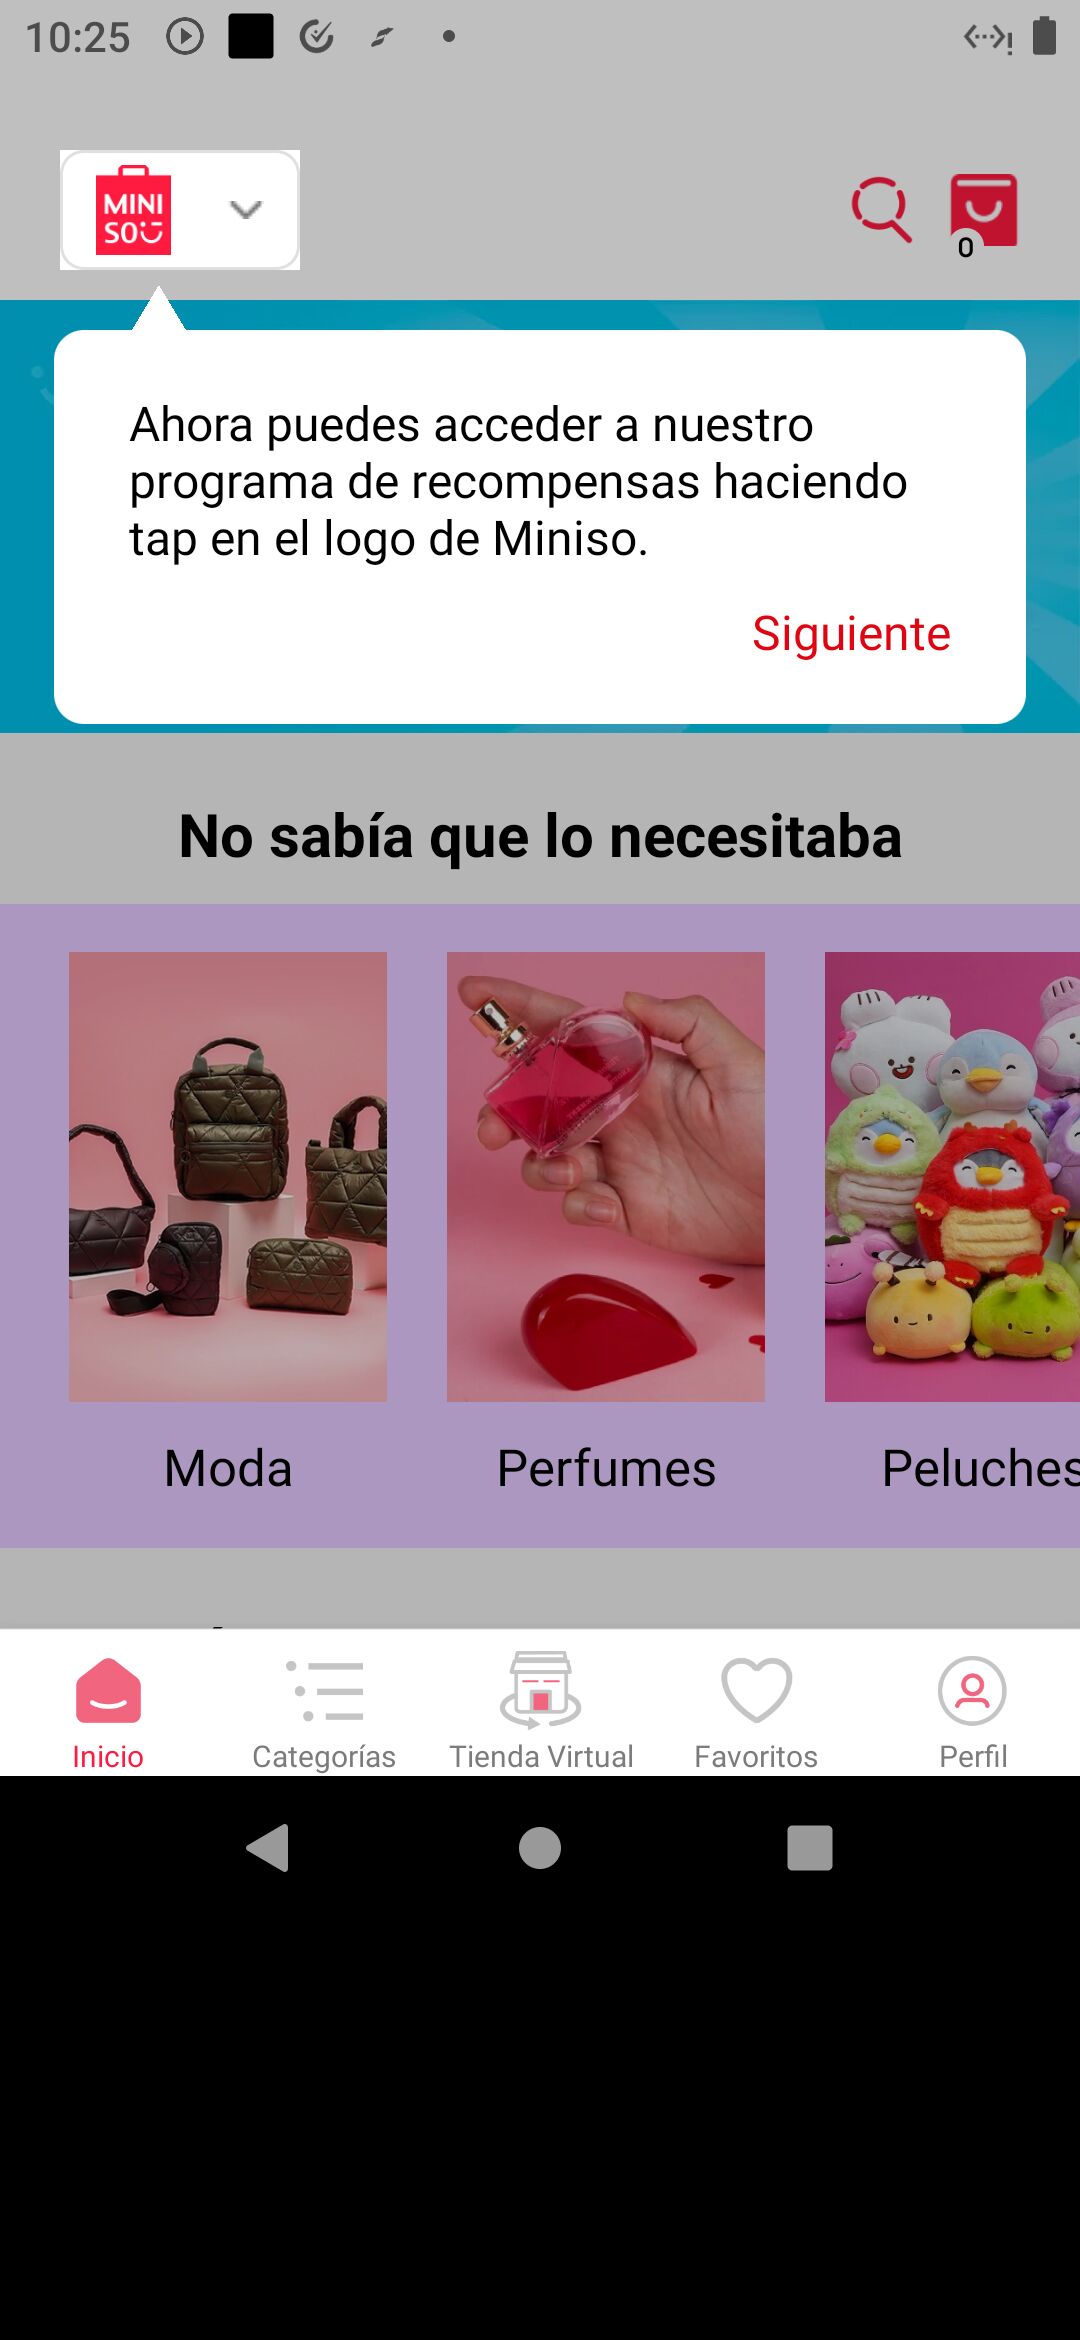 10:25
MINI
SO
0
Ahora puedes acceder a nuestro
programa de recompensas haciendo
tap en el logo de Miniso.
Siguiente
No sabía que lo necesitaba
Moda
Perfumes
Peluches
Inicio
Categorías
Tienda Virtual
Favoritos
Perfil